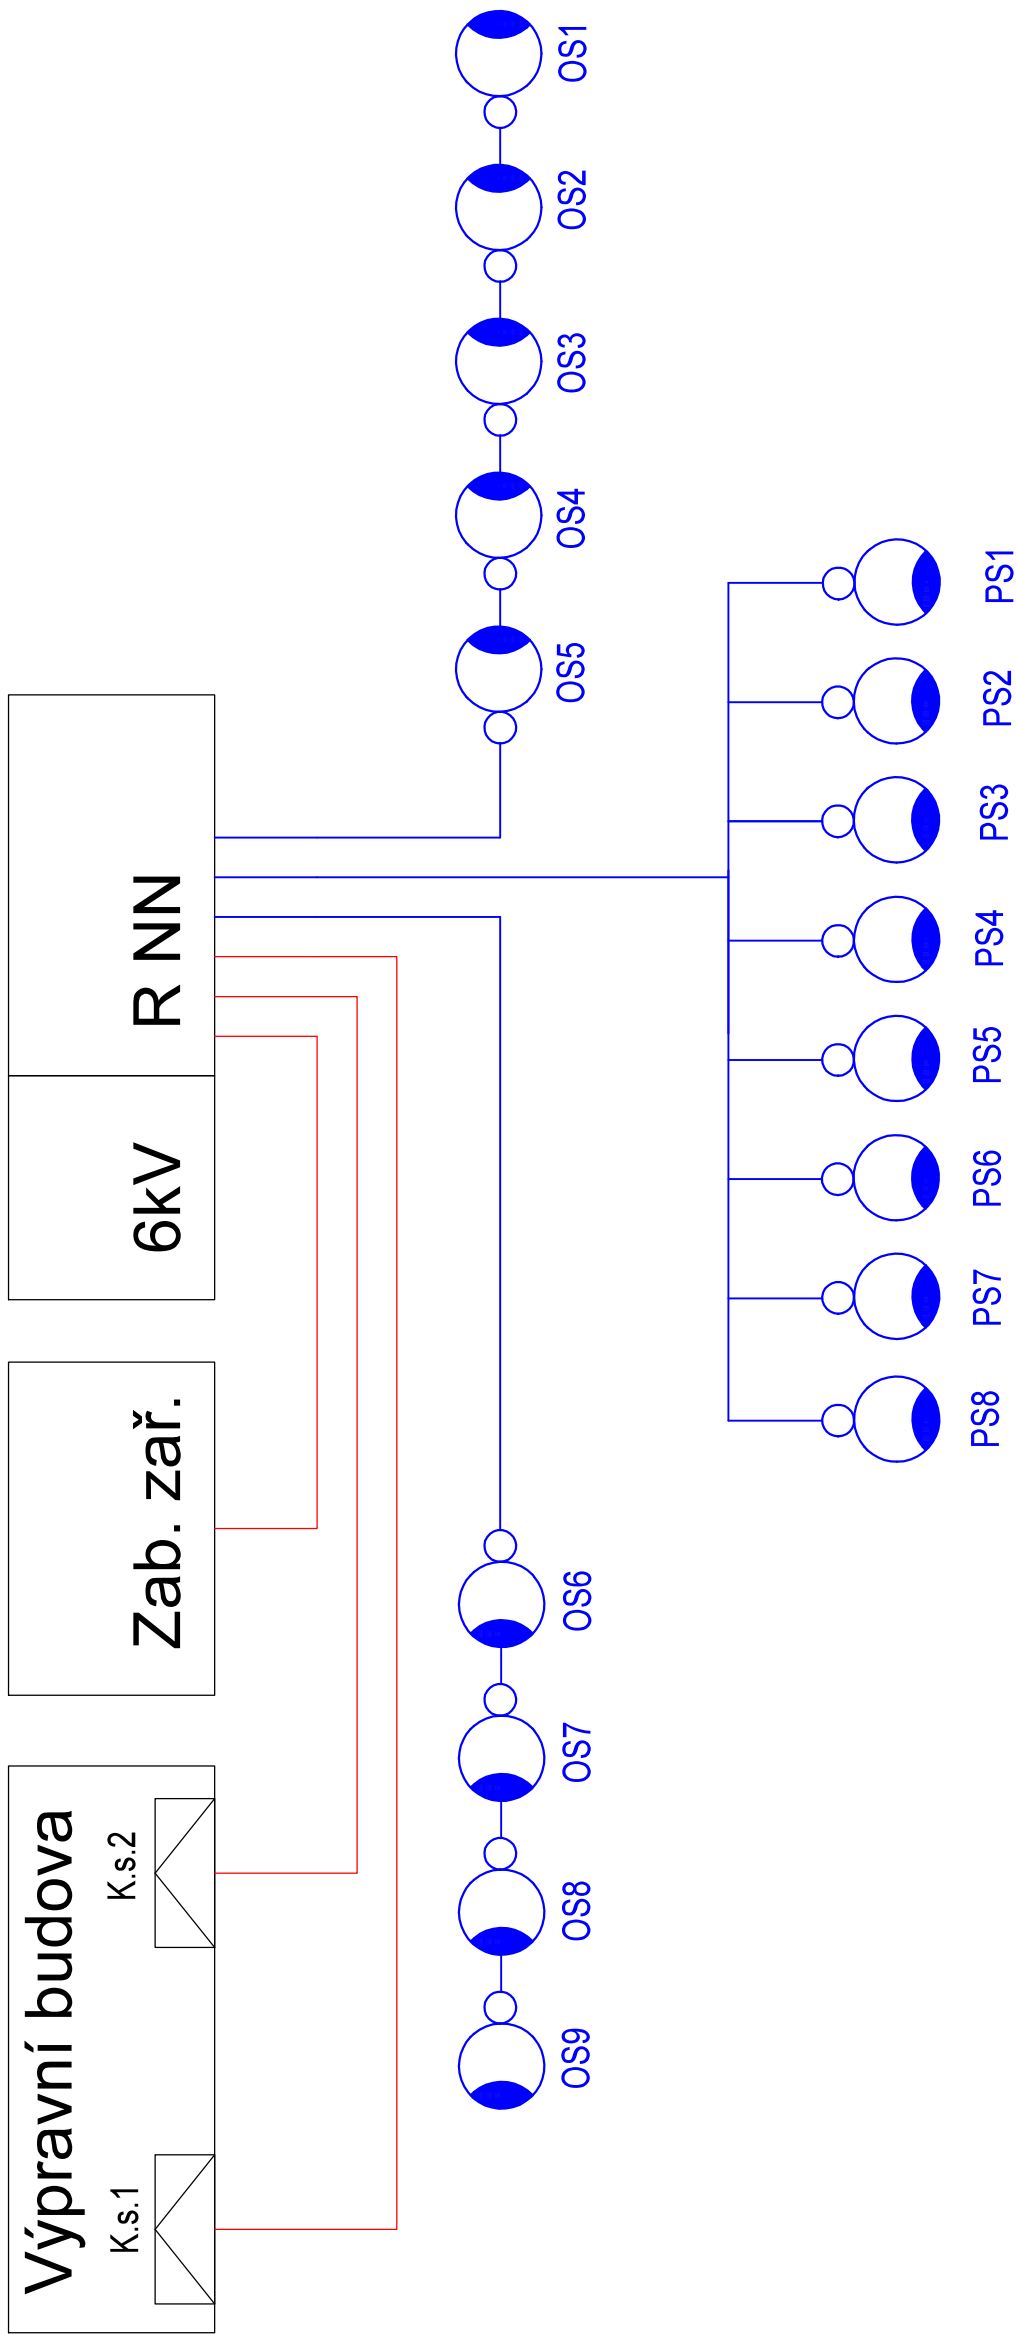 Výpravní budova
K.s.1
K.s.2
Zab. zař.
6kV
R NN
OS9
OS8
OS7
OS6
OS5
OS4
OS3
OS2
OS1
PS8
PS7
PS6
PS5
PS4
PS3
PS2
PS1